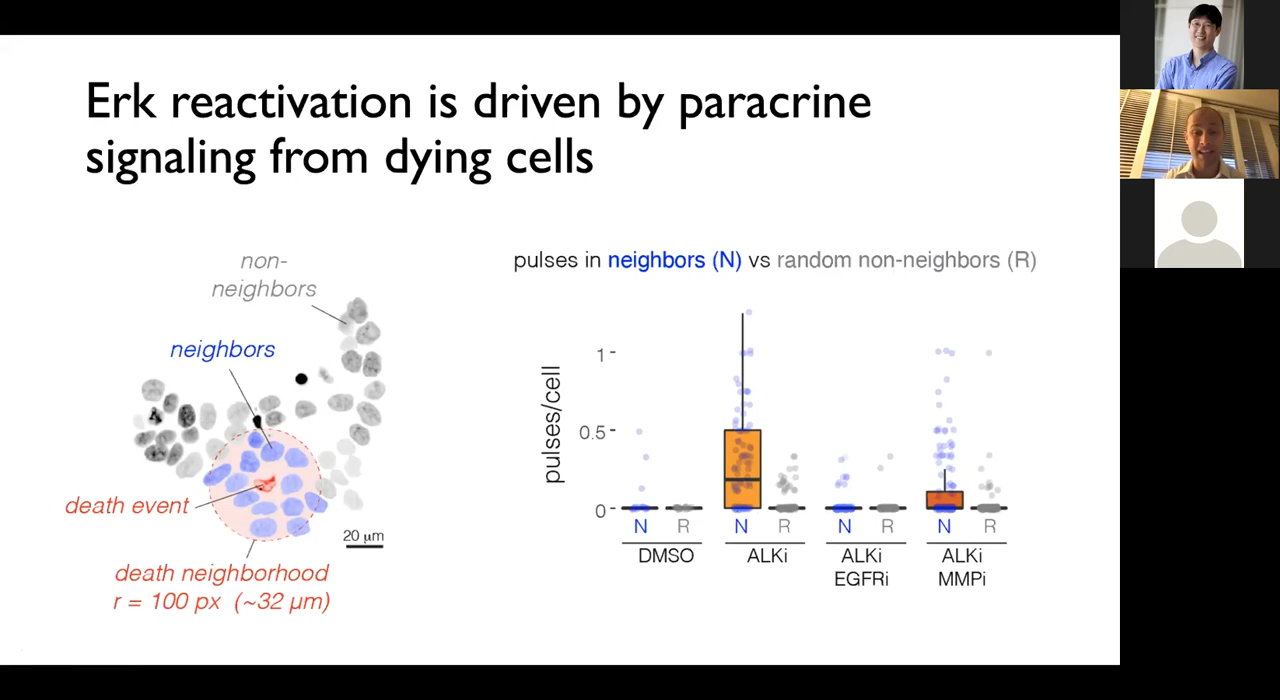 Erk reactivation is driven by paracrine
signaling from dying cells
non-
neighbors
neighbors
death event
20 µm
death neighborhood
r = 100 px (~32 µm)
pulses in neighbors (N) vs random non-neighbors (R)
pulses/cell
1
0.5
0
N R N R N R N R
DMSO ALKi ALKi ALKi
EGFRi MMPi